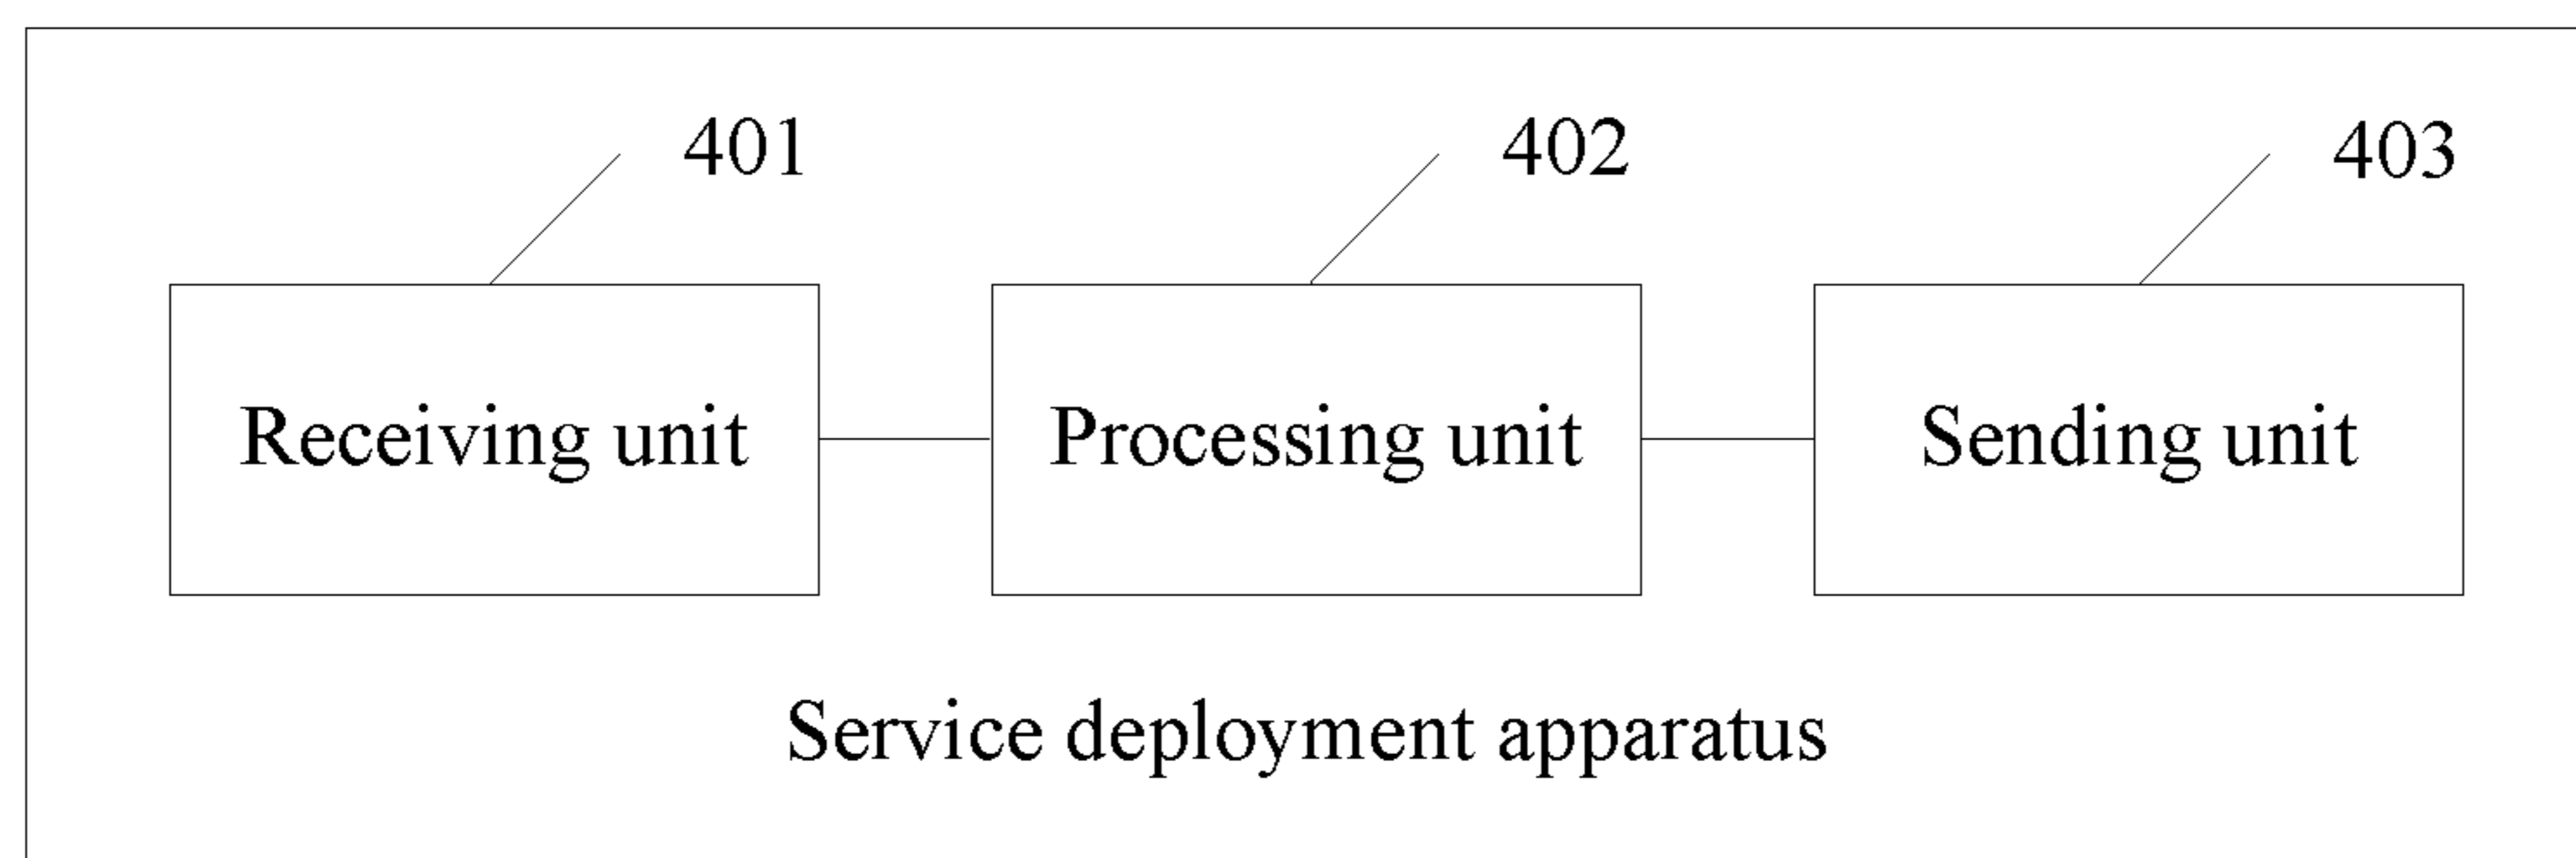 401 402 403
Receiving unit Processing unit Sending unit
Service deployment apparatus